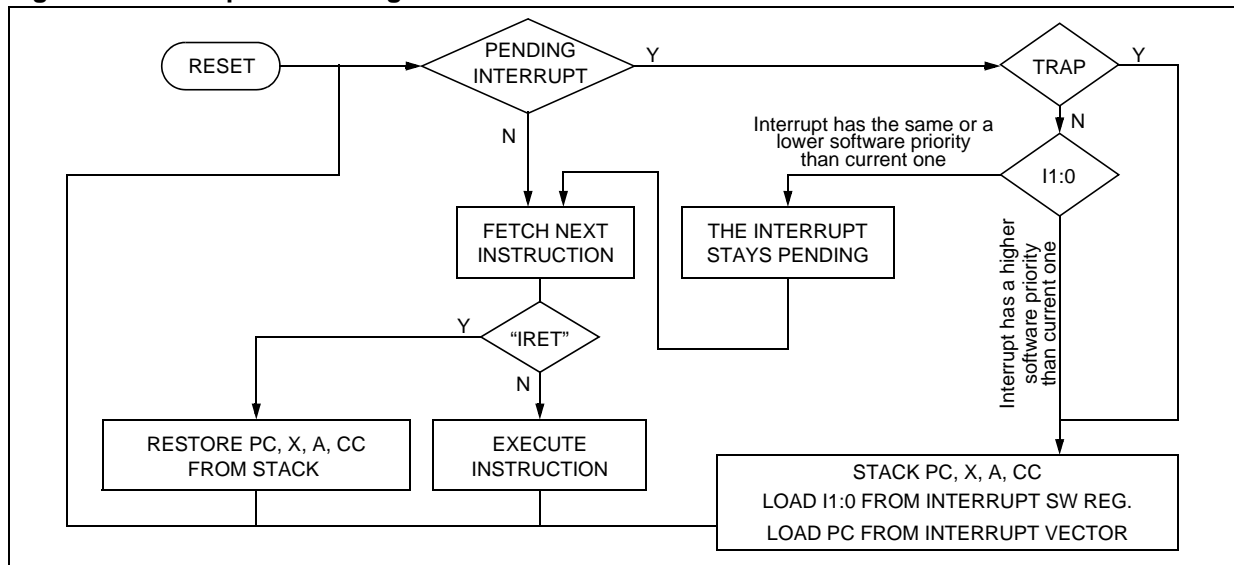 RESET
PENDING
INTERRUPT
Y
TRAP
Y
N
N
Interrupt has the same or a
lower software priority
than current one
I1:0
FETCH NEXT
INSTRUCTION
THE INTERRUPT
STAYS PENDING
Interrupt has a higher
software priority
than current one
Y
“IRET”
N
RESTORE PC, X, A, CC
FROM STACK
EXECUTE
INSTRUCTION
STACK PC, X, A, CC
LOAD I1:0 FROM INTERRUPT SW REG.
LOAD PC FROM INTERRUPT VECTOR